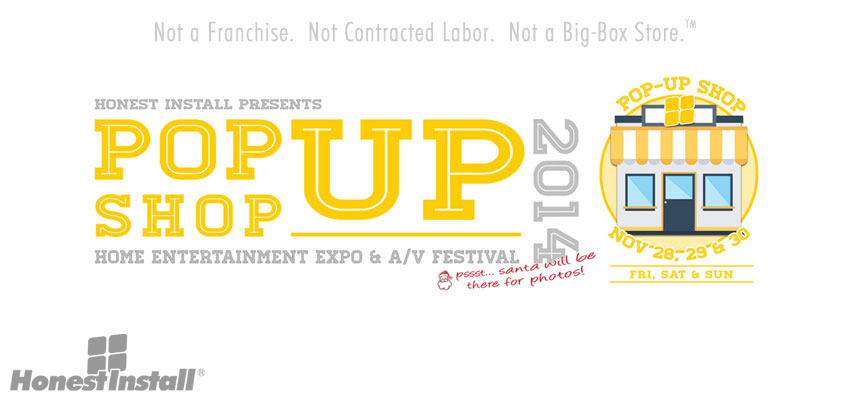 Not a Franchise. Not Contracted Labor. Not a Big-Box Store.™
HONEST INSTALL PRESENTS
POP UP
SHOP
2014
HOME ENTERTAINMENT EXPO & A/V FESTIVAL
pssst... santa will be
there for photos!
POP-UP SHOP
NOV 28, 29 & 30
FRI, SAT & SUN
HonestInstall®